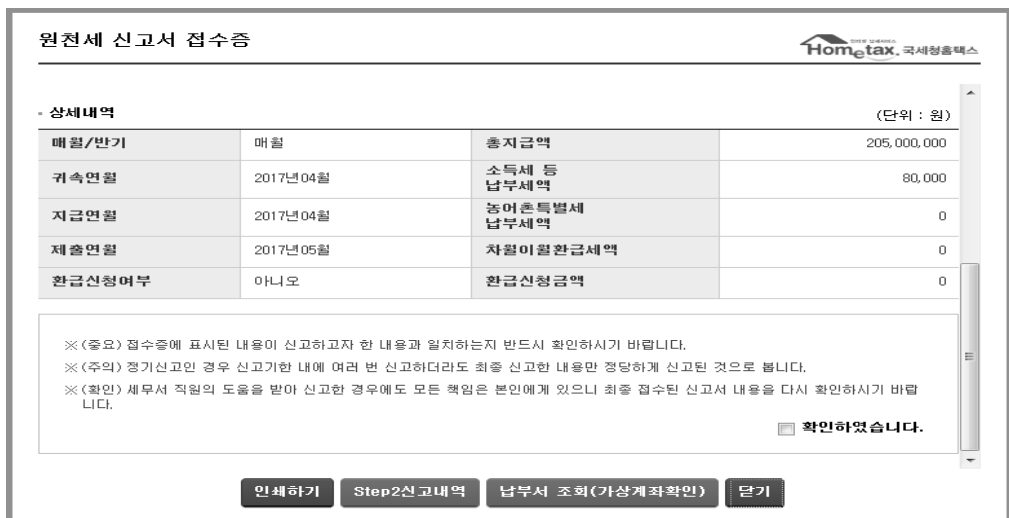 원천세 신고서 접수증
Hometax. 국세청홈택스
상세내역
(단위 : 원)
매월/반기 매월 총지급액 205,000,000
귀속연월 2017년04월 소득세 등
납부세액 80,000
지급연월 2017년04월 농어촌특별세
납부세액 0
제출연월 2017년05월 차월이월환급세액 0
환급신청여부 아니오 환급신청금액 0
※ (중요) 접수증에 표시된 내용이 신고하고자 한 내용과 일치하는지 반드시 확인하시기 바랍니다.
※ (주의) 정기신고인 경우 신고기한 내에 여러 번 신고하더라도 최종 신고한 내용만 정당하게 신고된 것으로 봅니다.
※ (확인) 세무서 직원의 도움을 받아 신고한 경우에도 모든 책임은 본인에게 있으니 최종 접수된 신고서 내용을 다시 확인하시기 바랍
니다.
확인하였습니다.
인쇄하기 Step2신고내역 납부서 조회(가상계좌확인) 닫기